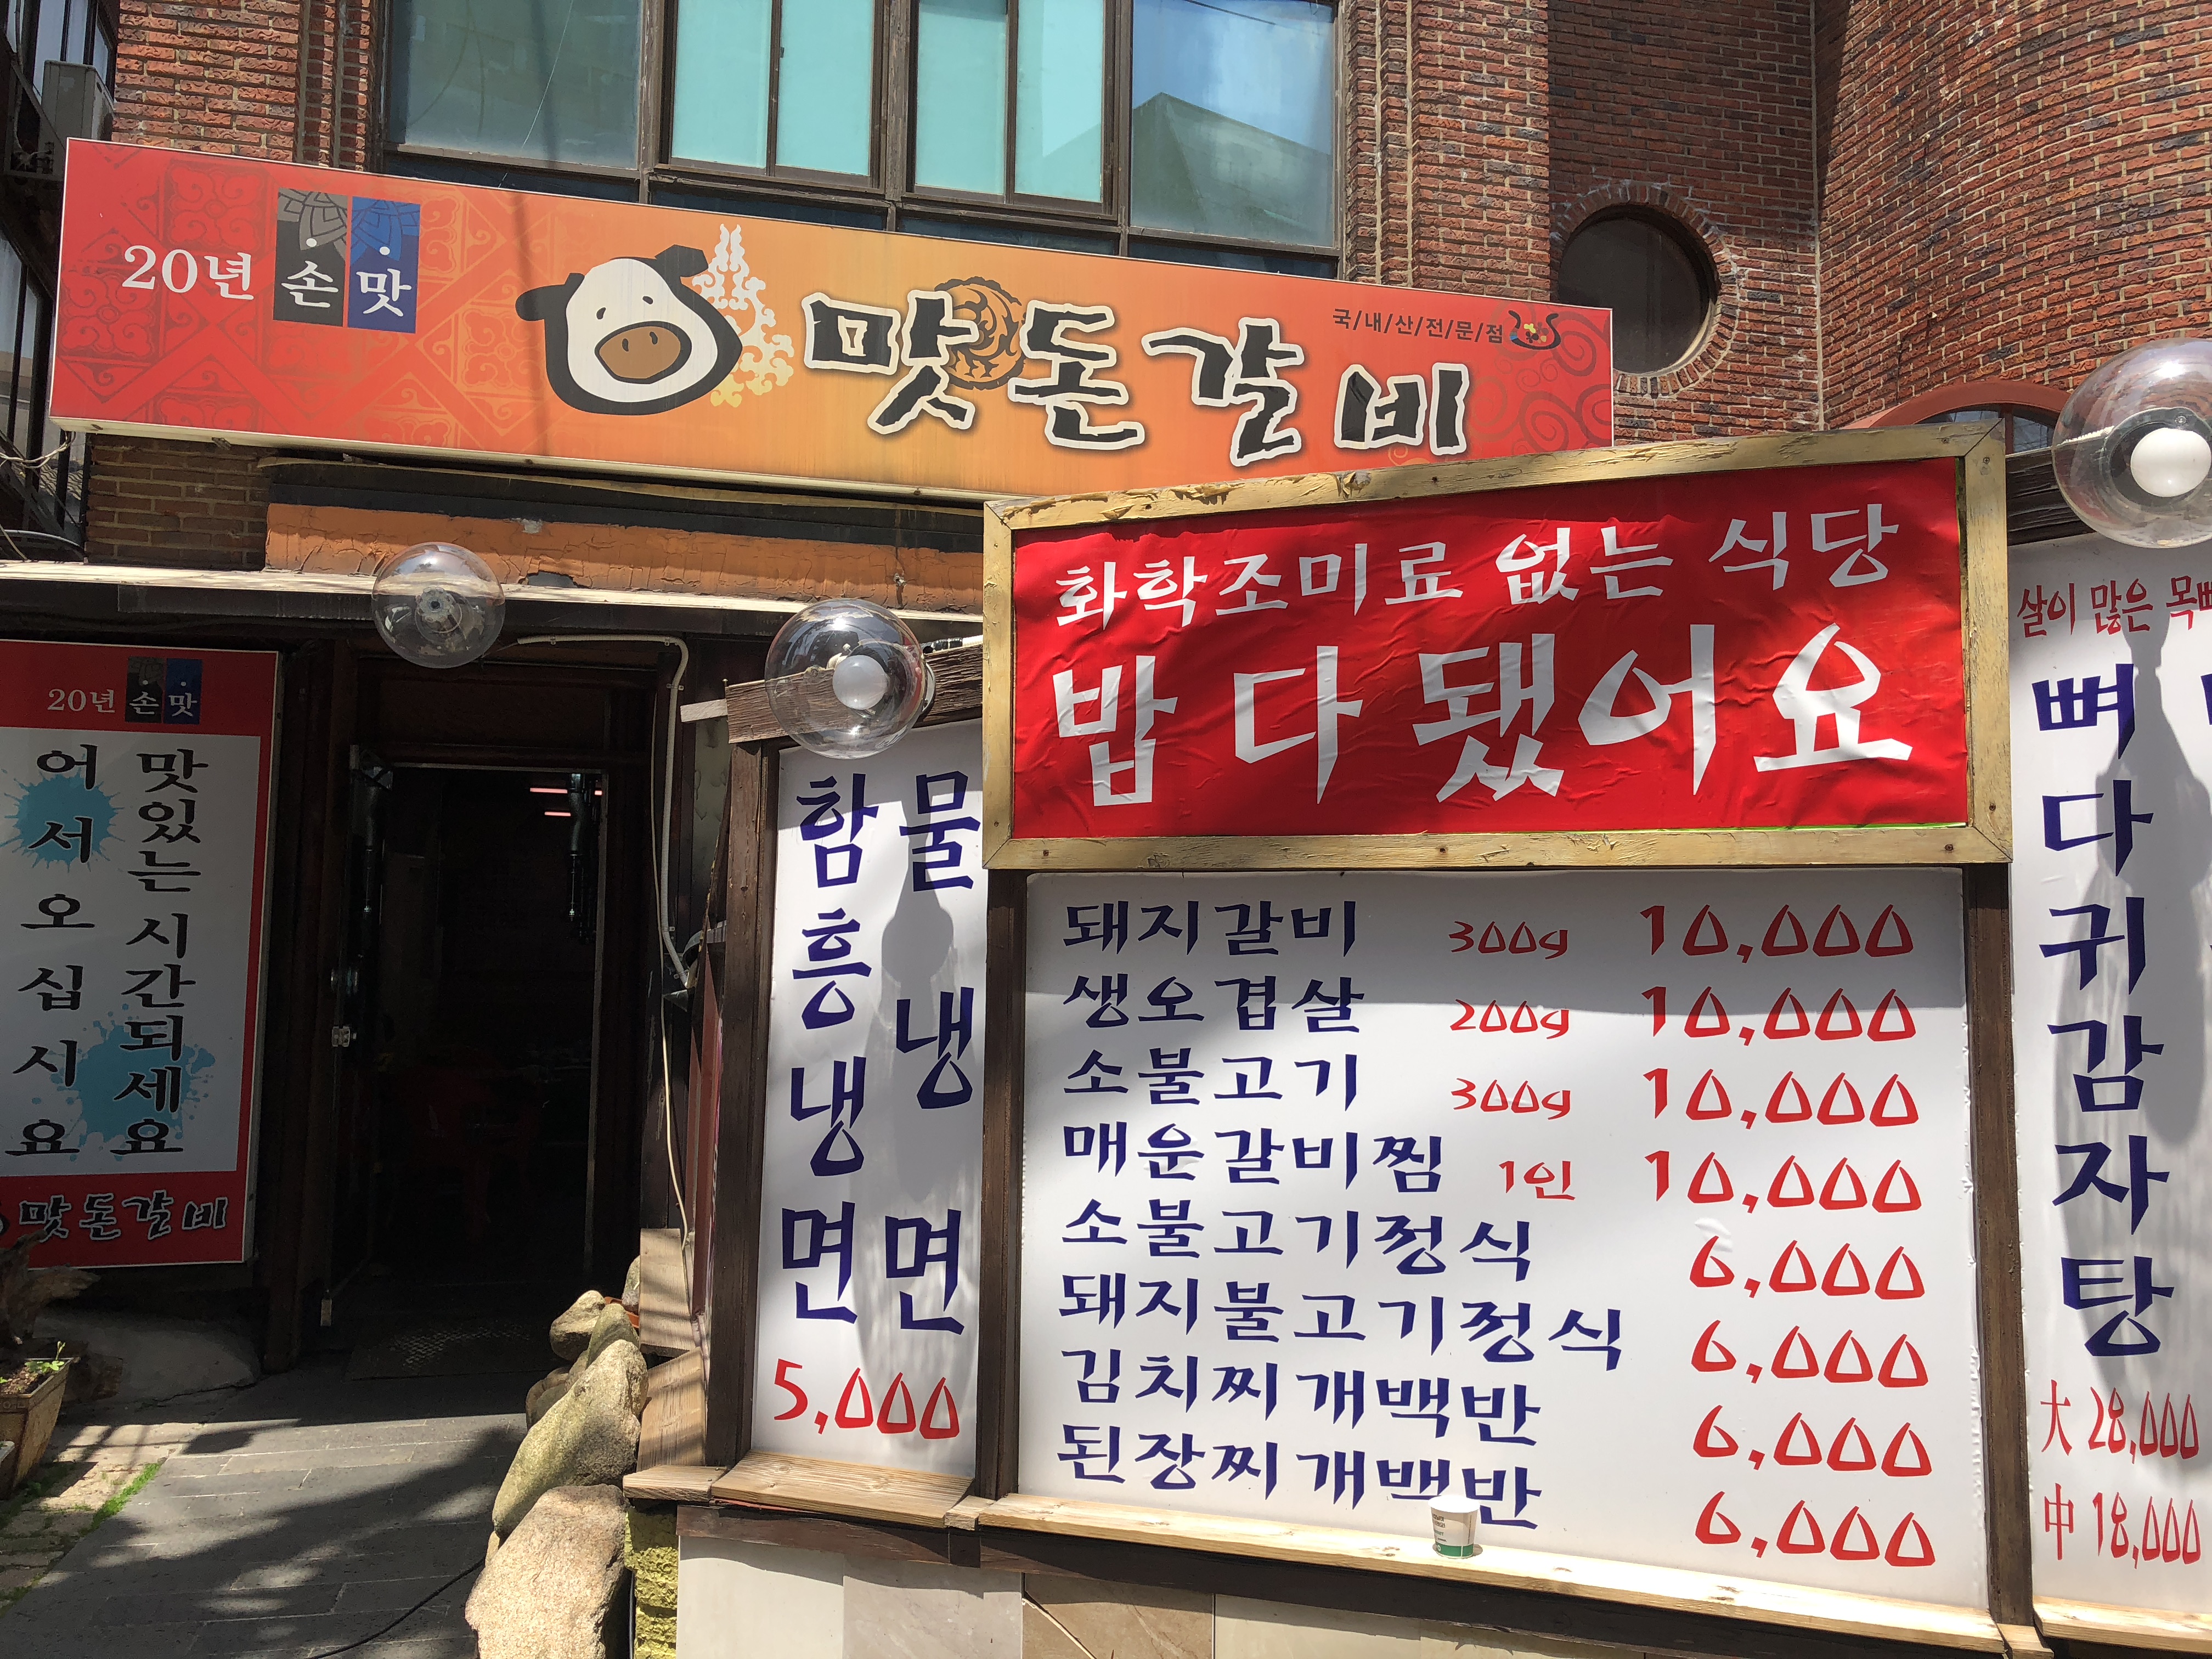 20년 손맛
맛돈갈비
국/내/산/전/문/점
20년 손맛
맛있는 시간되세요
어서오십시요
맛돈갈비
화학조미료 없는 식당
밥 다 됐어요
물냉면
함흥냉면
5,000
돼지갈비 300g 10,000
생오겹살 200g 10,000
소불고기 300g 10,000
매운갈비찜 1인 10,000
소불고기정식 6,000
돼지불고기정식 6,000
김치찌개백반 6,000
된장찌개백반 6,000
살이 많은
뼈다귀감자탕
大 28,000
中 18,000